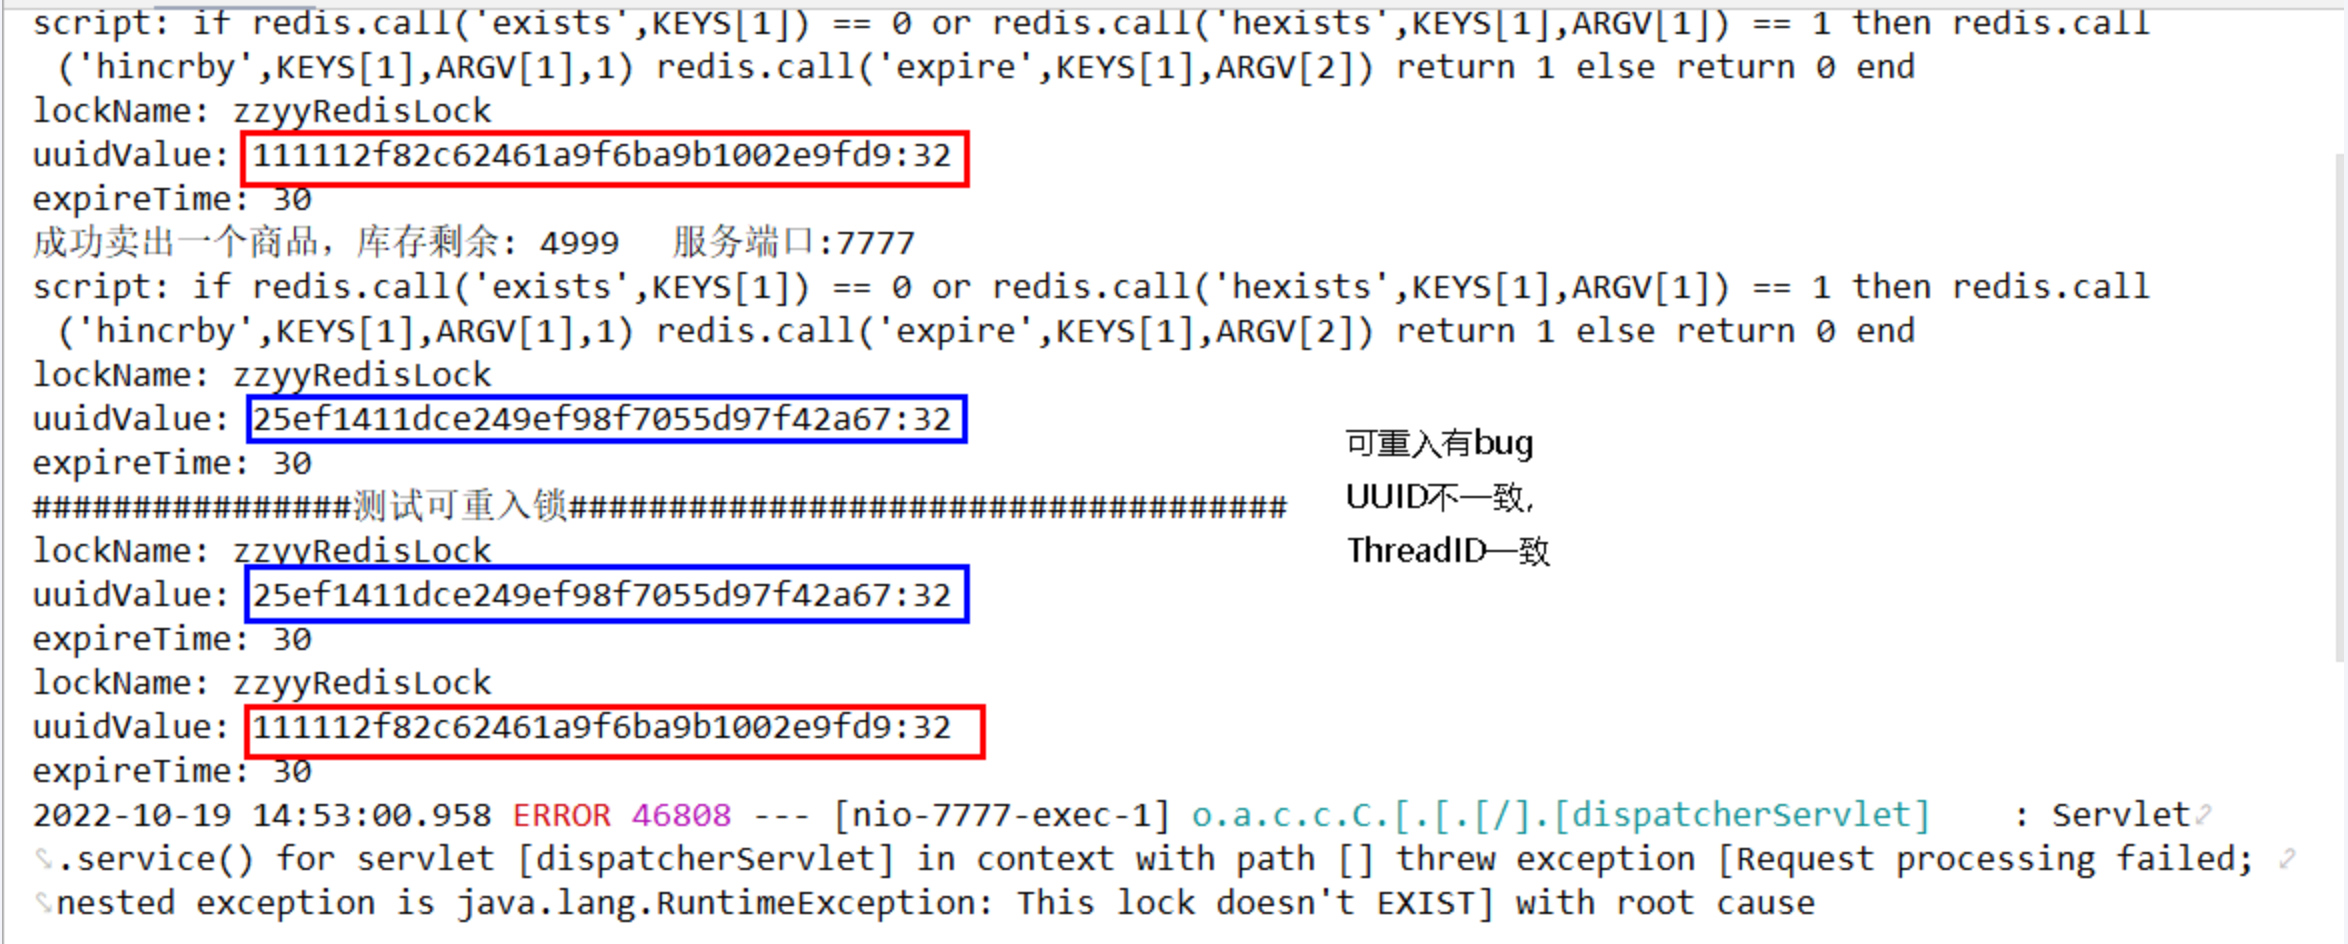 script: if redis.call('exists',KEYS[1]) == 0 or redis.call('hexists',KEYS[1],ARGV[1]) == 1 then redis.call
('hincrby',KEYS[1],ARGV[1],1) redis.call('expire',KEYS[1],ARGV[2]) return 1 else return 0 end
lockName: zzyyRedisLock
uuidValue: 111112f82c62461a9f6ba9b1002e9fd9:32
expireTime: 30
成功卖出一个商品，库存剩余: 4999 服务端口:7777
script: if redis.call('exists',KEYS[1]) == 0 or redis.call('hexists',KEYS[1],ARGV[1]) == 1 then redis.call
('hincrby',KEYS[1],ARGV[1],1) redis.call('expire',KEYS[1],ARGV[2]) return 1 else return 0 end
lockName: zzyyRedisLock
uuidValue: 25ef1411dce249ef98f7055d97f42a67:32
expireTime: 30
################测试可重入锁####################################
可重入有bug
UUID不一致,
ThreadID一致
lockName: zzyyRedisLock
uuidValue: 25ef1411dce249ef98f7055d97f42a67:32
expireTime: 30
lockName: zzyyRedisLock
uuidValue: 111112f82c62461a9f6ba9b1002e9fd9:32
expireTime: 30
2022-10-19 14:53:00.958 ERROR 46808 --- [nio-7777-exec-1] o.a.c.c.C.[.[.[/].[dispatcherServlet] : Servlet
.service() for servlet [dispatcherServlet] in context with path [] threw exception [Request processing failed;
nested exception is java.lang.RuntimeException: This lock doesn't EXIST] with root cause